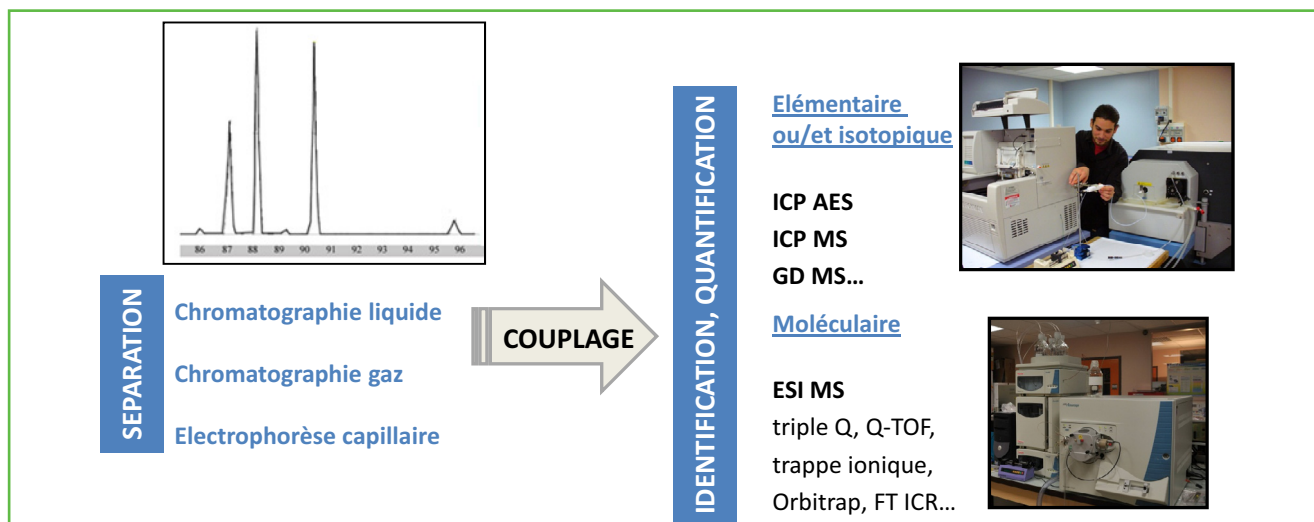 86 87 88 89 90 91 92 93 94 95 96
SEPARATION
Chromatographie liquide
Chromatographie gaz
Electrophorèse capillaire
COUPLAGE
IDENTIFICATION, QUANTIFICATION
Elémentaire
ou/et isotopique
ICP AES
ICP MS
GD MS...
Moléculaire
ESI MS
triple Q, Q-TOF,
trappe ionique,
Orbitrap, FT ICR...